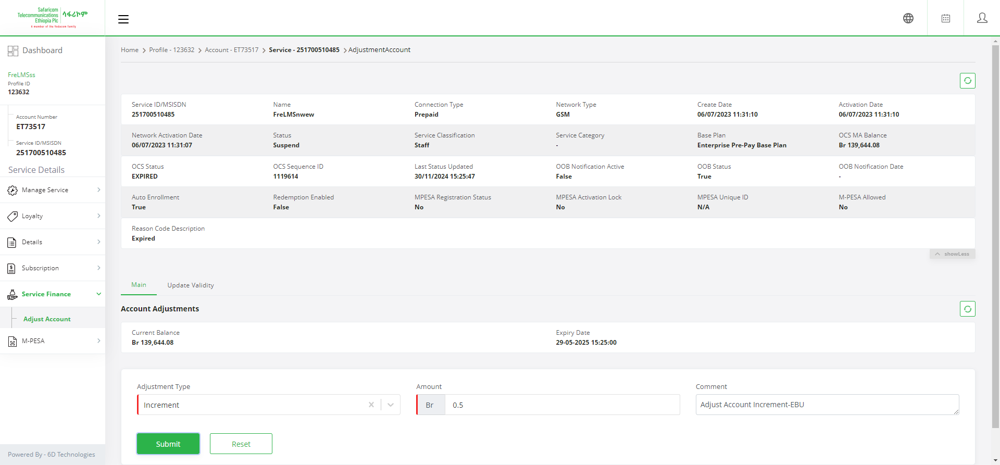 Safaricom
Telecommunications
Ethiopia Plc
ሳፋሪኮም
A member of the Vodacom family
Dashboard
FreLMSss
Profile ID
123632
Account Number
ET73517
Service ID/MSISDN
251700510485
Service Details
Manage Service
Loyalty
Details
Subscription
Service Finance
Adjust Account
M-PESA
Powered By - 6D Technologies
Home > Profile - 123632 > Account - ET73517 > Service - 251700510485 > AdjustmentAccount
Service ID/MSISDN Name Connection Type Network Type Create Date Activation Date
251700510485 FreLMSnwew Prepaid GSM 06/07/2023 11:31:10 06/07/2023 11:31:10
Network Activation Date Status Service Classification Service Category Base Plan OCS MA Balance
06/07/2023 11:31:07 Suspend Staff - Enterprise Pre-Pay Base Plan Br 139,644.08
OCS Status OCS Sequence ID Last Status Updated OOB Notification Active OOB Status OOB Notification Date
EXPIRED 1119614 30/11/2024 15:25:47 False True -
Auto Enrollment Redemption Enabled MPESA Registration Status MPESA Activation Lock MPESA Unique ID M-PESA Allowed
True False No No N/A No
Reason Code Description
Expired
showLess
Main Update Validity
Account Adjustments
Current Balance Expiry Date
Br 139,644.08 29-05-2025 15:25:00
Adjustment Type Amount Comment
Increment Br 0.5 Adjust Account Increment-EBU
Submit Reset